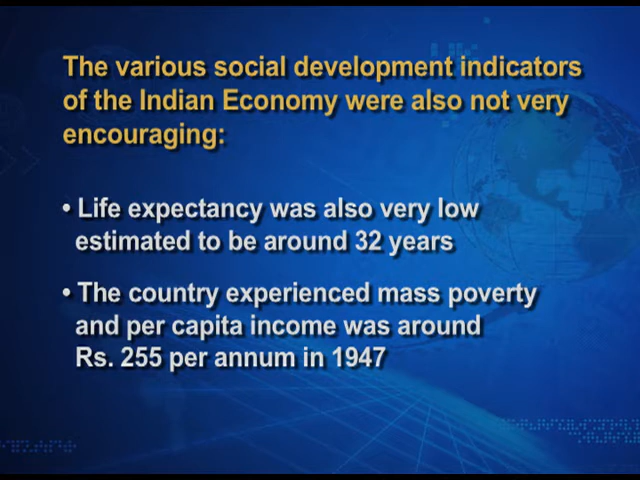 The various social development indicators
of the Indian Economy were also not very
encouraging:
• Life expectancy was also very low
estimated to be around 32 years
• The country experienced mass poverty
and per capita income was around
Rs. 255 per annum in 1947